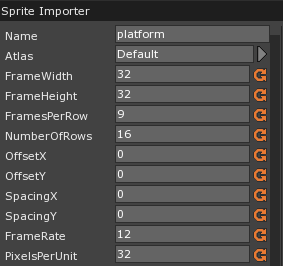 Sprite Importer
Name platform
Atlas Default
FrameWidth 32
FrameHeight 32
FramesPerRow 9
NumberOfRows 16
OffsetX 0
OffsetY 0
SpacingX 0
SpacingY 0
FrameRate 12
PixelsPerUnit 32